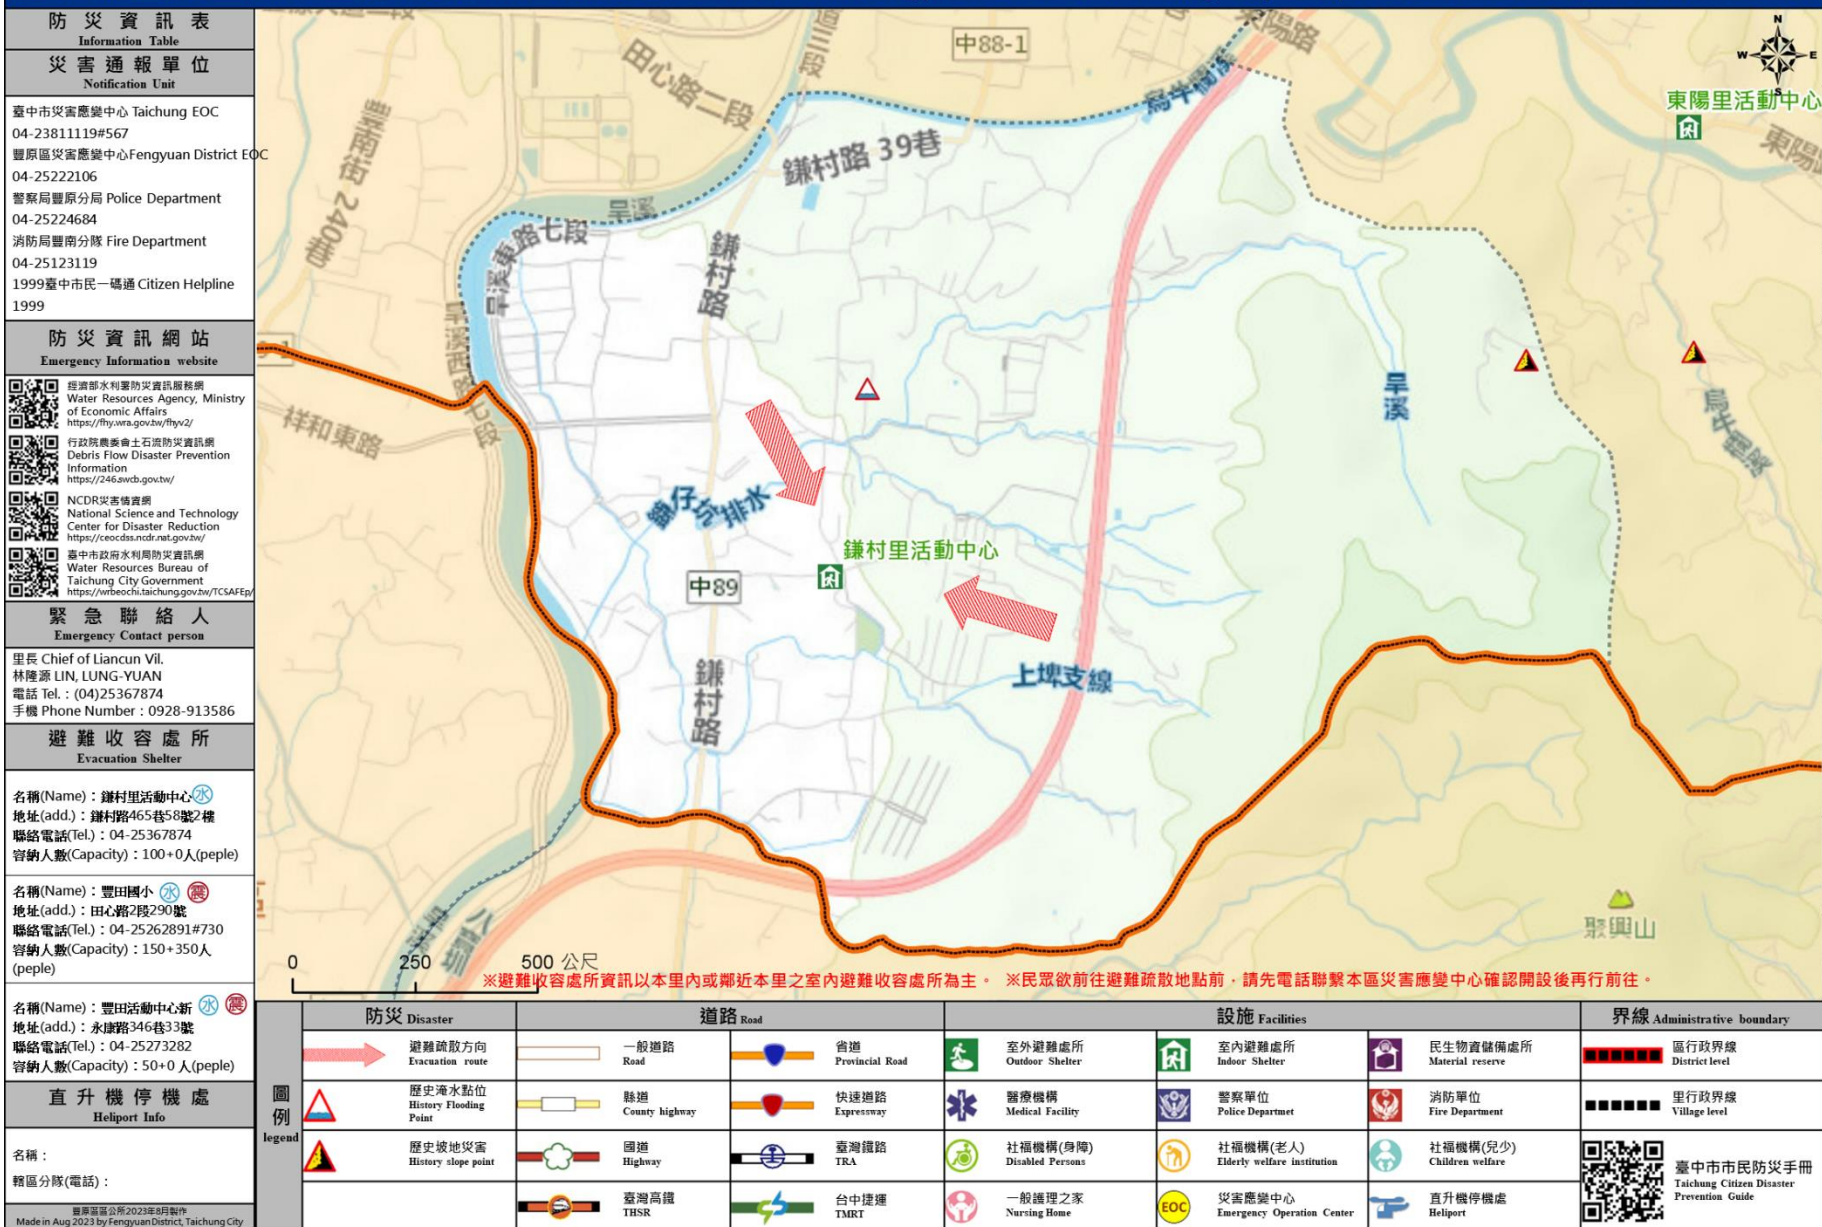 防災資訊表
Information Table
災害通報單位
Notification Unit
臺中市災害應變中心 Taichung EOC
04-23811119#567
豐原區災害應變中心Fengyuan District EOC
04-25222106
警察局豐原分局 Police Department
04-25224684
消防局豐南分隊 Fire Department
04-25123119
1999臺中市民一碼通 Citizen Helpline
1999
防災資訊網站
Emergency Information website
經濟部水利署防災資訊服務網
Water Resources Agency, Ministry
of Economic Affairs
https://fhy.wra.gov.tw/fhyv2/
行政院農委會土石流防災資訊網
Debris Flow Disaster Prevention
Information
https://246.swcb.gov.tw/
NCDR災害情資網
National Science and Technology
Center for Disaster Reduction
https://ceocdss.ncdr.nat.gov.tw/
臺中市政府水利局防災資訊網
Water Resources Bureau of
Taichung City Government
https://wrbeochi.taichung.gov.tw/TCSAFEp/
緊急聯絡人
Emergency Contact person
里長 Chief of Liancun Vil.
林隆源 LIN, LUNG-YUAN
電話 Tel.：(04)25367874
手機 Phone Number：0928-913586
避難收容處所
Evacuation Shelter
名稱(Name)：鎌村里活動中心 水
地址(add.)：鎌村路465巷58號2樓
聯絡電話(Tel.)：04-25367874
容納人數(Capacity)：100+0人(peple)
名稱(Name)：豐田國小 水 震
地址(add.)：田心路2段290號
聯絡電話(Tel.)：04-25262891#730
容納人數(Capacity)：150+350人
(peple)
名稱(Name)：豐田活動中心新 水 震
地址(add.)：永康路346巷33號
聯絡電話(Tel.)：04-25273282
容納人數(Capacity)：50+0 人(peple)
直升機停機處
Heliport Info
名稱：
轄區分隊(電話)：
豐原區區公所2023年8月製作
Made in Aug 2023 by Fengyuan District, Taichung City
田心路二段
中88-1
東陽路
N
W
E
S
東陽里活動中心
東陽路
烏牛欄溪
豐南街 240巷
鎌村路 39巷
旱溪
旱溪東路七段
鎌村路
旱溪西路七段
祥和東路
旱溪
烏牛欄溪
排水
鎌村里活動中心
中89
鎌村路
上埤支線
聚興山
八寶圳
0
250
500 公尺
※避難收容處所資訊以本里內或鄰近本里之室內避難收容處所為主。 ※民眾欲前往避難疏散地點前，請先電話聯繫本區災害應變中心確認開設後再行前往。
圖例
legend
防災 Disaster
道路 Road
設施 Facilities
界線 Administrative boundary
避難疏散方向
Evacuation route
一般道路
Road
省道
Provincial Road
室外避難處所
Outdoor Shelter
室內避難處所
Indoor Shelter
民生物資儲備處所
Material reserve
區行政界線
District level
歷史淹水點位
History Flooding
Point
縣道
County highway
快速道路
Expressway
醫療機構
Medical Facility
警察單位
Police Departmet
消防單位
Fire Department
里行政界線
Village level
歷史坡地災害
History slope point
國道
Highway
臺灣鐵路
TRA
社福機構(身障)
Disabled Persons
社福機構(老人)
Elderly welfare institution
社福機構(兒少)
Children welfare
臺中市市民防災手冊
Taichung Citizen Disaster
Prevention Guide
臺灣高鐵
THSR
台中捷運
TMRT
一般護理之家
Nursing Home
EOC
災害應變中心
Emergency Operation Center
直升機停機處
Heliport